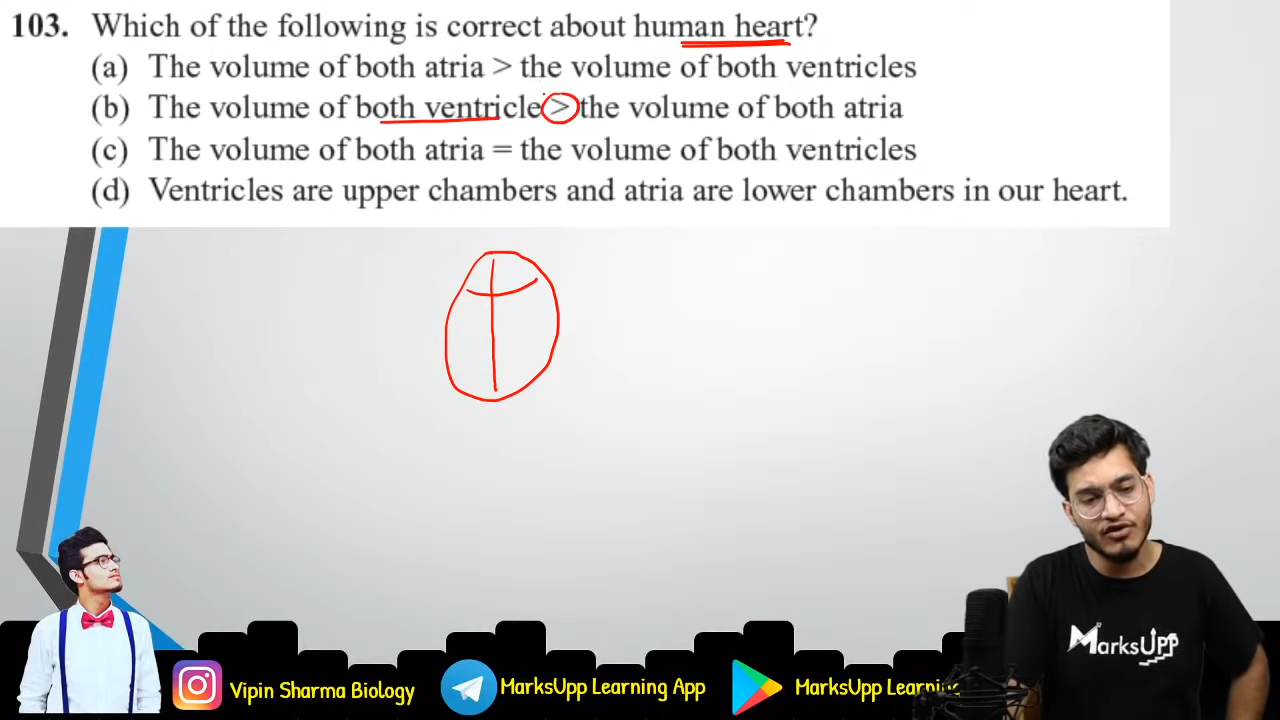 103. Which of the following is correct about human heart?
(a) The volume of both atria > the volume of both ventricles
(b) The volume of both ventricle > the volume of both atria
(c) The volume of both atria = the volume of both ventricles
(d) Ventricles are upper chambers and atria are lower chambers in our heart.
MarksUpp
Vipin Sharma Biology
MarksUpp Learning App
MarksUpp Learning